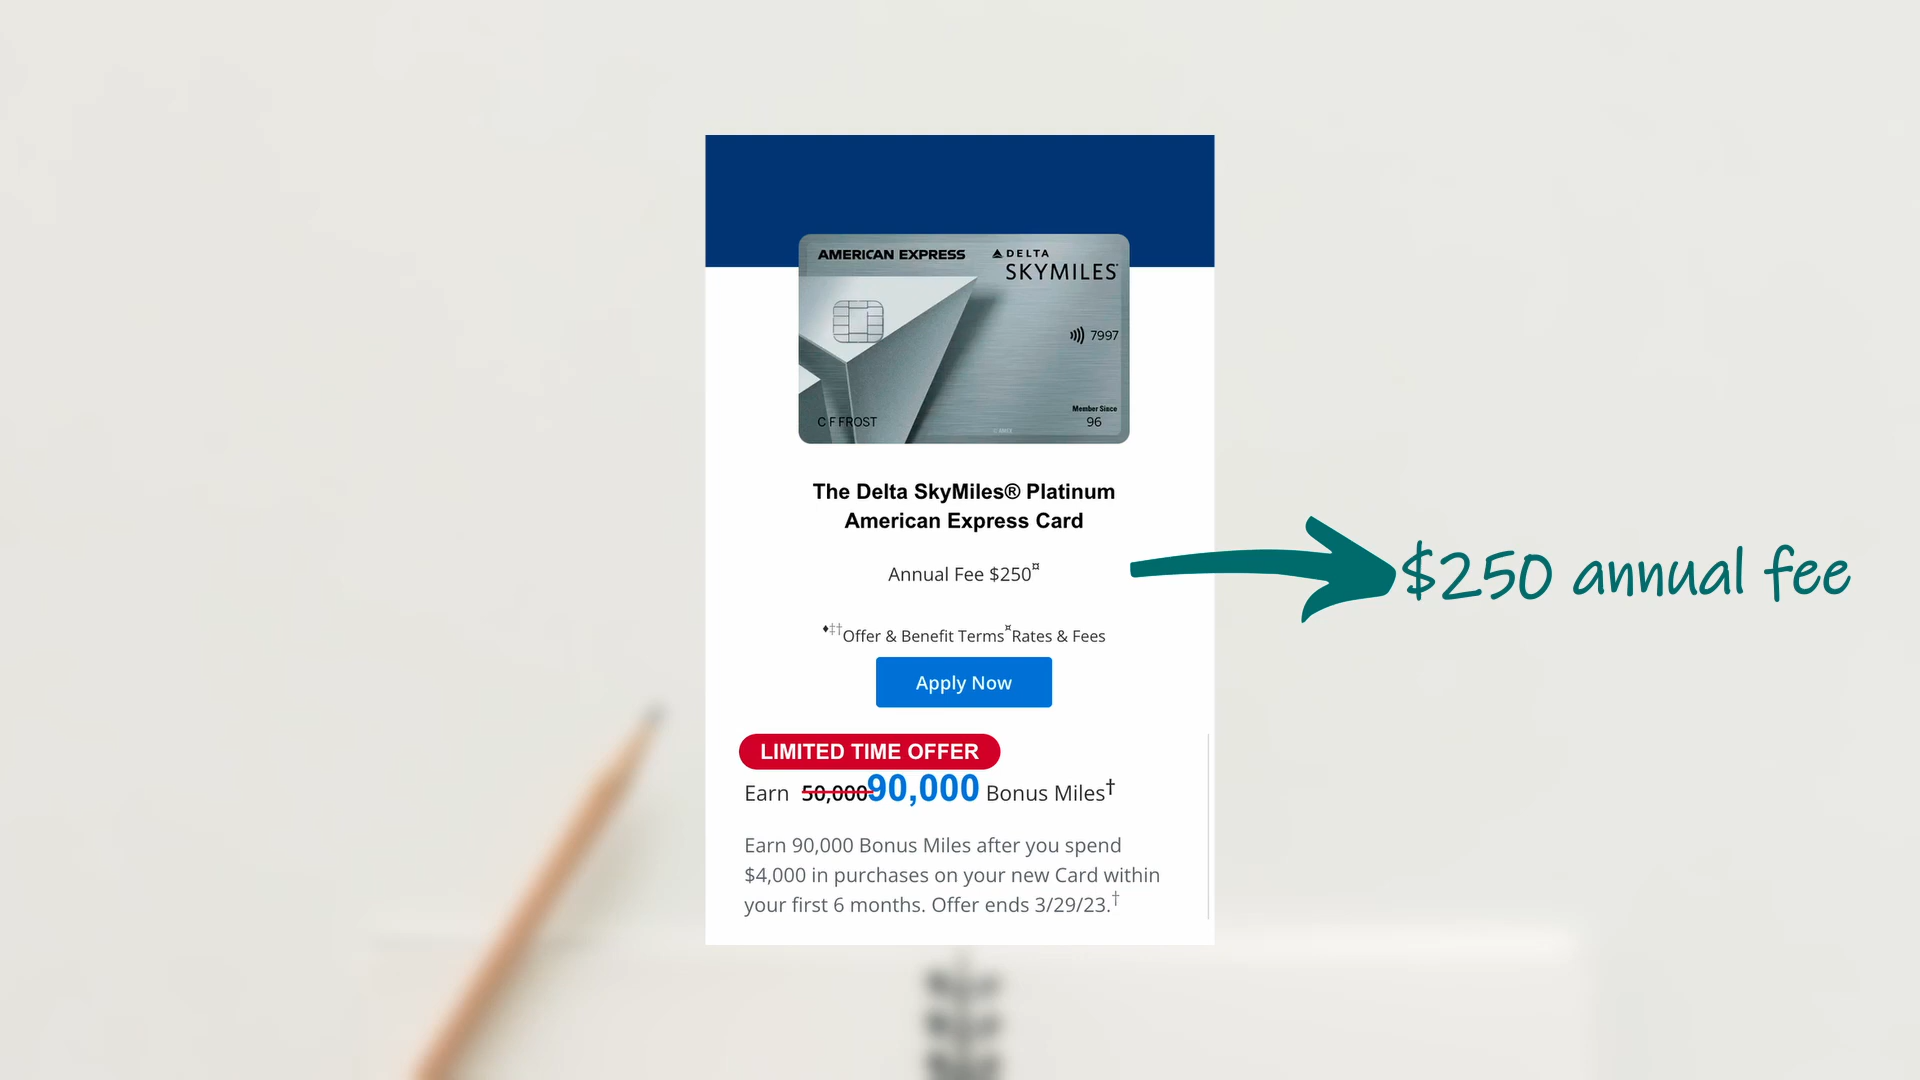 AMERICAN EXPRESS
DELTA
SKYMILES
7997
Member Since
96
C F FROST
The Delta SkyMiles® Platinum
American Express Card
Annual Fee $250¤
$250 annual fee
♦‡†Offer & Benefit Terms ¤Rates & Fees
Apply Now
LIMITED TIME OFFER
Earn 50,000 90,000 Bonus Miles†
Earn 90,000 Bonus Miles after you spend
$4,000 in purchases on your new Card within
your first 6 months. Offer ends 3/29/23.†